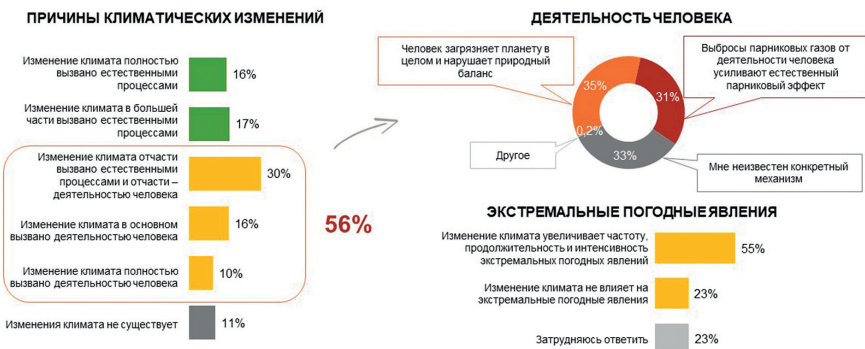 ПРИЧИНЫ КЛИМАТИЧЕСКИХ ИЗМЕНЕНИЙ
Изменение климата полностью
вызвано естественными
процессами
16%
Изменение климата в большей
части вызвано естественными
процессами
17%
Изменение климата отчасти
вызвано естественными
процессами и отчасти –
деятельностью человека
30%
Изменение климата в основном
вызвано деятельностью человека
16%
Изменение климата полностью
вызвано деятельностью человека
10%
Изменения климата не существует
11%
56%
ДЕЯТЕЛЬНОСТЬ ЧЕЛОВЕКА
Человек загрязняет планету в
целом и нарушает природный
баланс
35%
Выбросы парниковых газов от
деятельности человека
усиливают естественный
парниковый эффект
31%
Другое
0,2%
33%
Мне неизвестен конкретный
механизм
ЭКСТРЕМАЛЬНЫЕ ПОГОДНЫЕ ЯВЛЕНИЯ
Изменение климата увеличивает частоту,
продолжительность и интенсивность
экстремальных погодных явлений
55%
Изменение климата не влияет на
экстремальные погодные явления
23%
Затрудняюсь ответить
23%